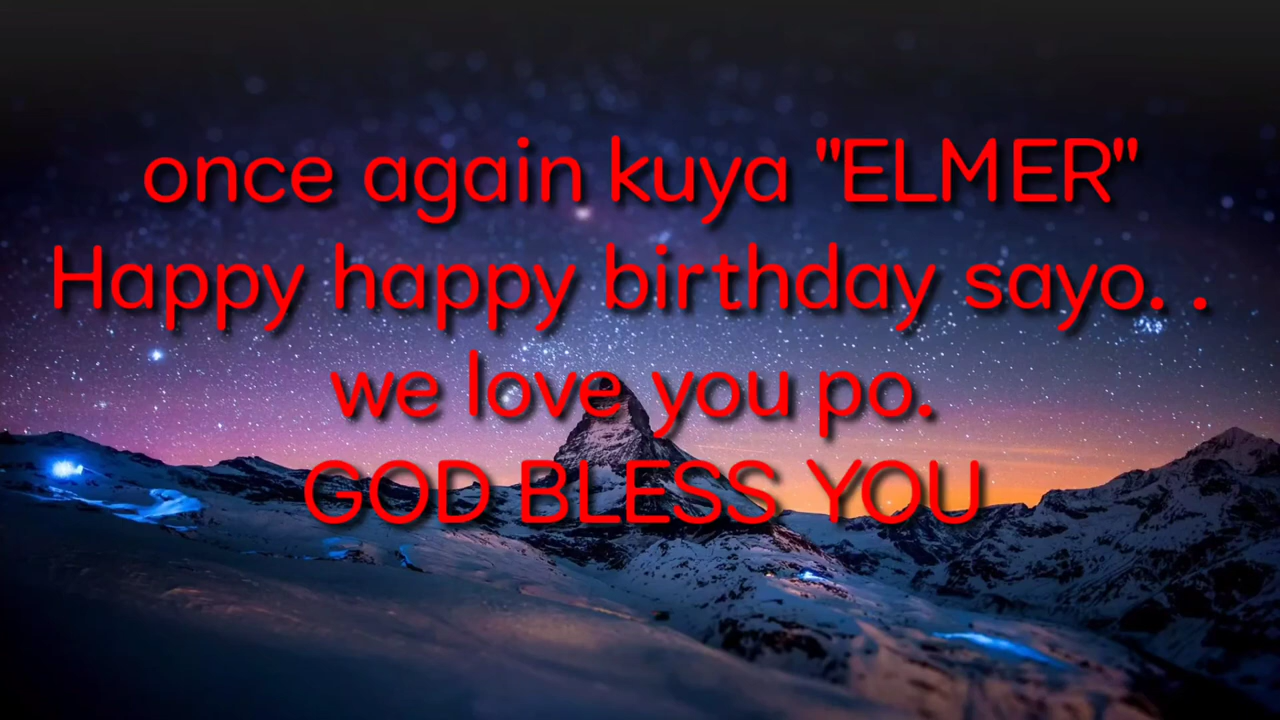 once again kuya "ELMER"
Happy happy birthday sayo. .
we love you po.
GOD BLESS YOU